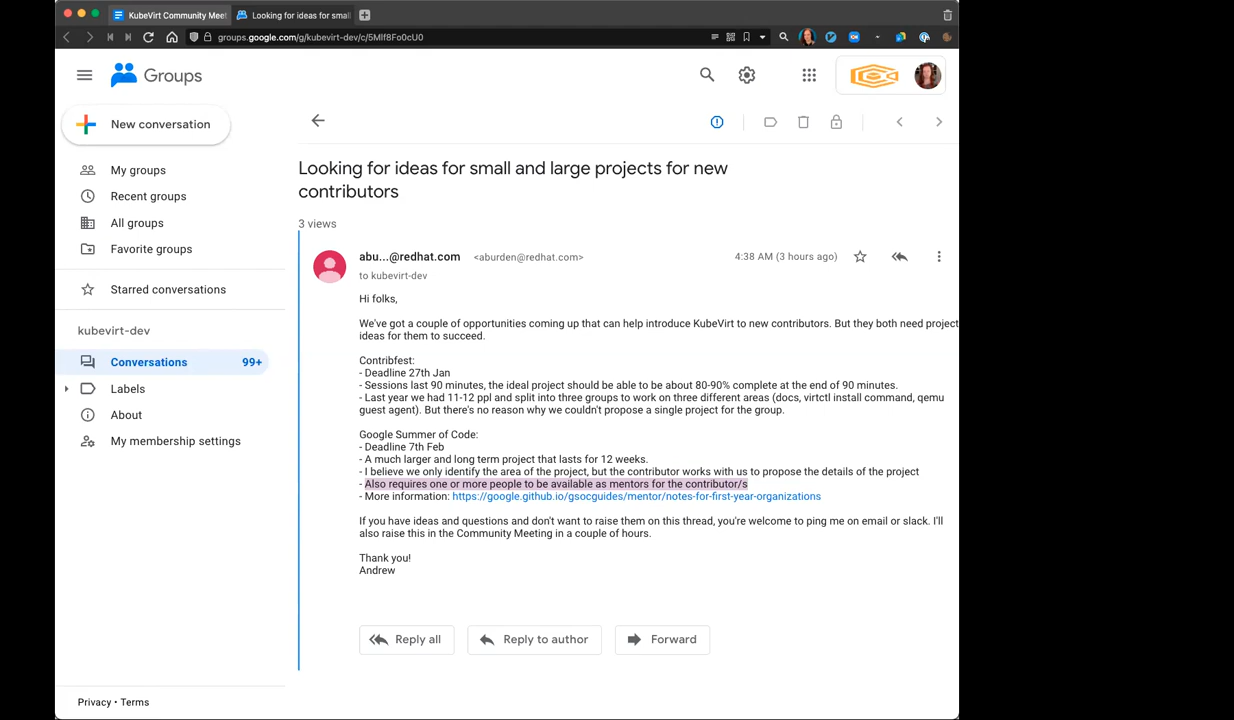 KubeVirt Community Meet
Looking for ideas for small
groups.google.com/g/kubevirt-dev/c/5Mlf8Fo0cU0
Groups
New conversation
My groups
Recent groups
All groups
Favorite groups
Starred conversations
kubevirt-dev
Conversations 99+
Labels
About
My membership settings
Privacy • Terms
Looking for ideas for small and large projects for new
contributors
3 views
abu...@redhat.com <aburden@redhat.com> 4:38 AM (3 hours ago)
to kubevirt-dev
Hi folks,
We've got a couple of opportunities coming up that can help introduce KubeVirt to new contributors. But they both need project
ideas for them to succeed.
Contribfest:
- Deadline 27th Jan
- Sessions last 90 minutes, the ideal project should be able to be about 80-90% complete at the end of 90 minutes.
- Last year we had 11-12 ppl and split into three groups to work on three different areas (docs, virtctl install command, qemu
guest agent). But there's no reason why we couldn't propose a single project for the group.
Google Summer of Code:
- Deadline 7th Feb
- A much larger and long term project that lasts for 12 weeks.
- I believe we only identify the area of the project, but the contributor works with us to propose the details of the project
- Also requires one or more people to be available as mentors for the contributor/s
- More information: https://google.github.io/gsocguides/mentor/notes-for-first-year-organizations
If you have ideas and questions and don't want to raise them on this thread, you're welcome to ping me on email or slack. I'll
also raise this in the Community Meeting in a couple of hours.
Thank you!
Andrew
Reply all
Reply to author
Forward